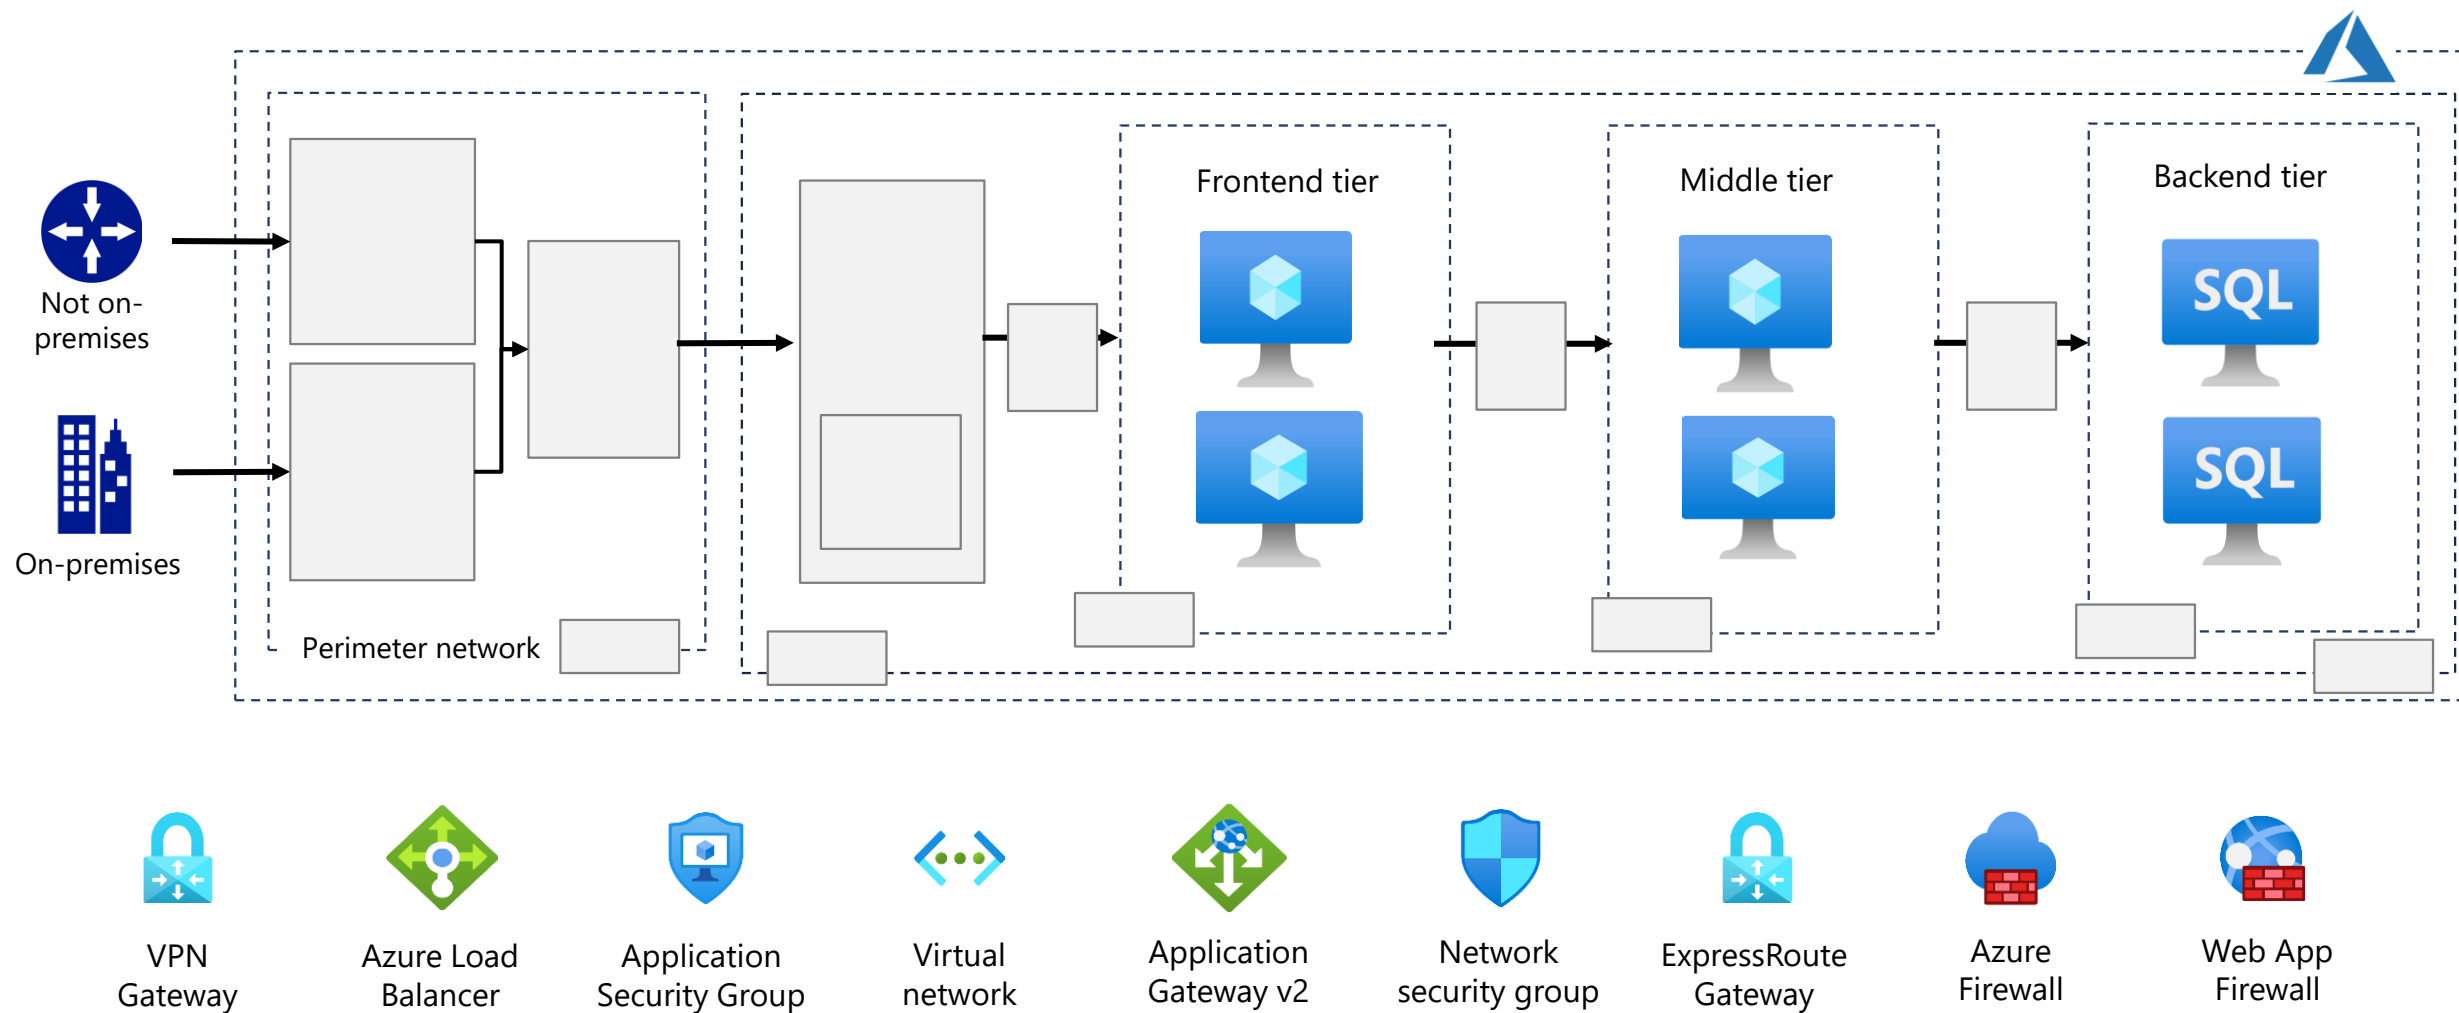 Frontend tier
Middle tier
Backend tier
SQL
SQL
Not on-
premises
On-premises
Perimeter network
VPN
Gateway
Azure Load
Balancer
Application
Security Group
Virtual
network
Application
Gateway v2
Network
security group
ExpressRoute
Gateway
Azure
Firewall
Web App
Firewall